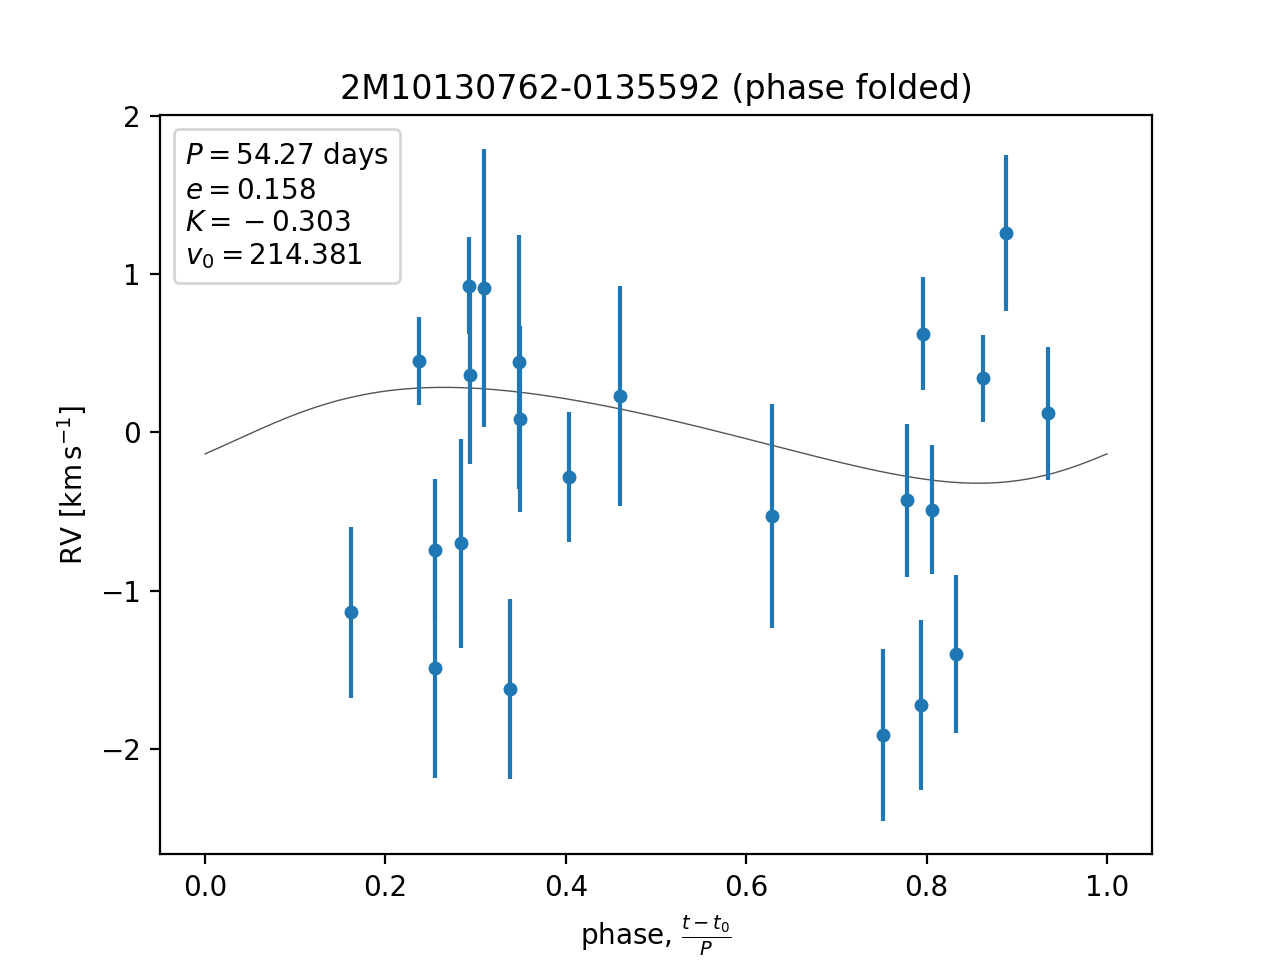 2M10130762-0135592 (phase folded)
P = 54.27 days
e = 0.158
K = −0.303
v₀ = 214.381
2
1
0
−1
−2
RV [km s⁻¹]
0.0 0.2 0.4 0.6 0.8 1.0
phase, (t − t₀)/P